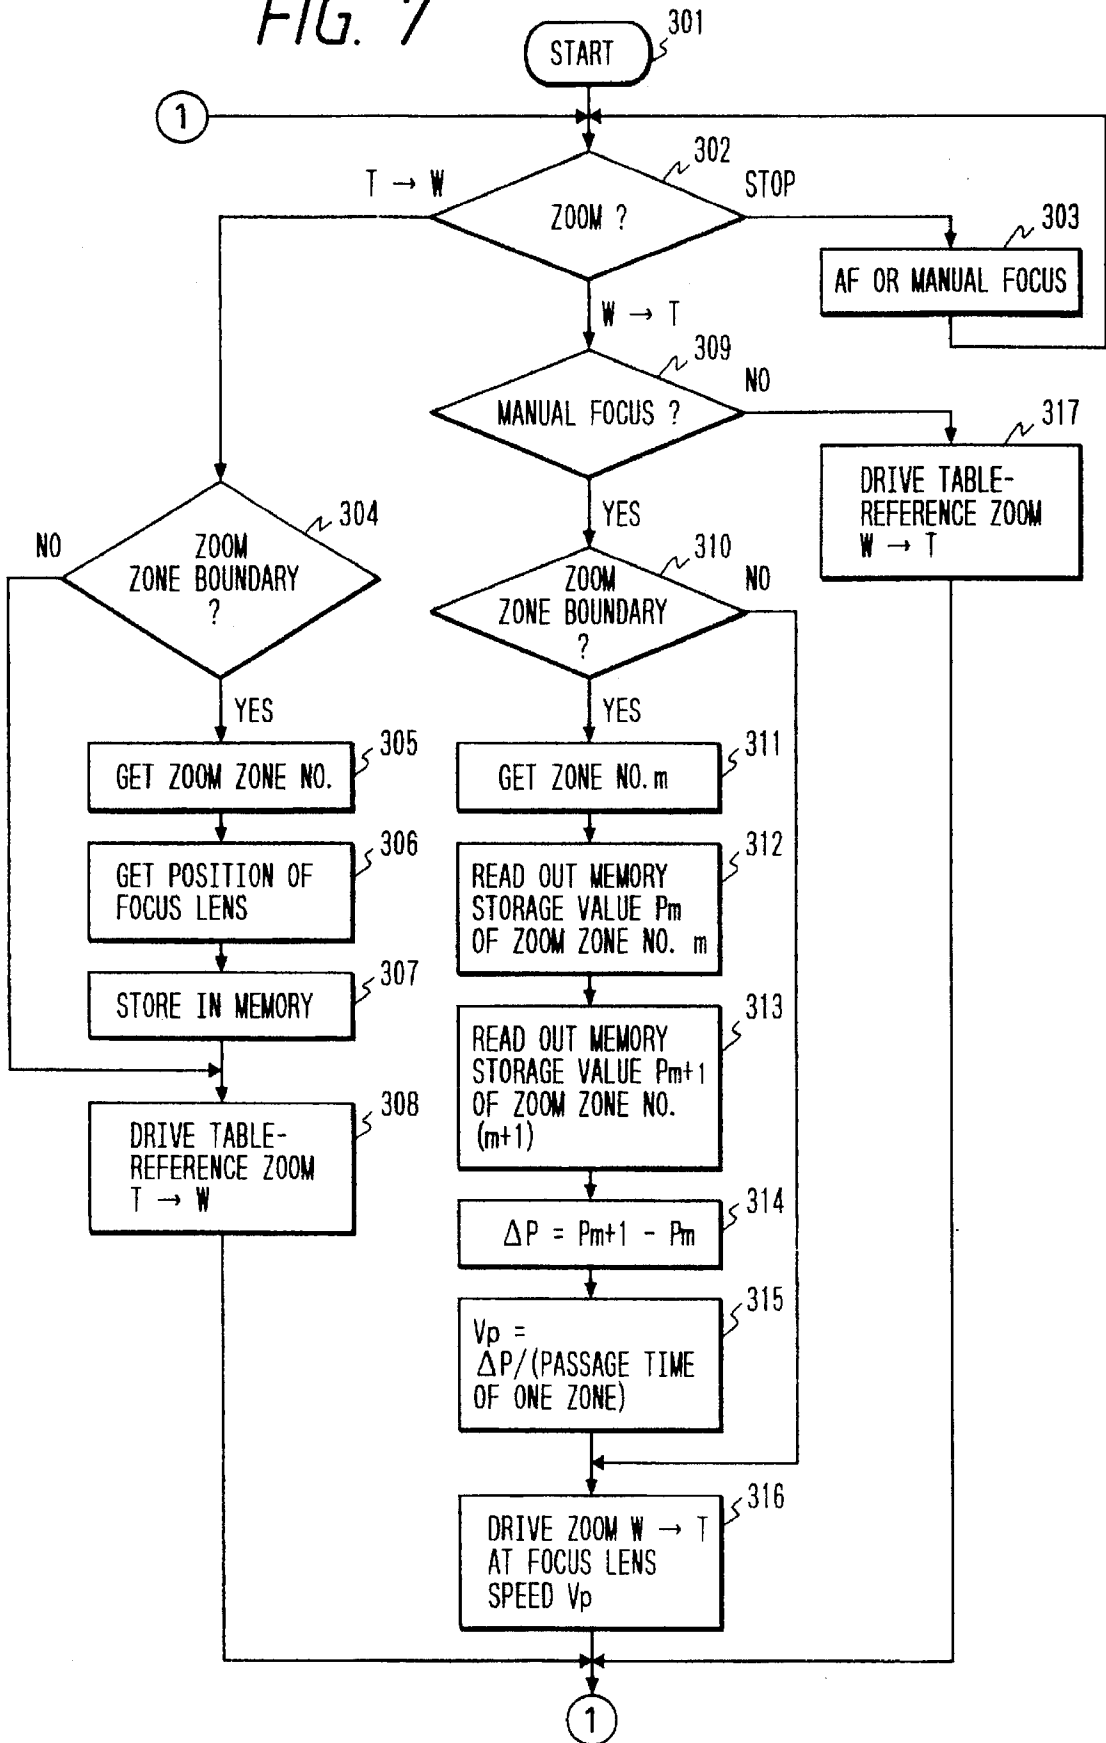 FIG. 7
START
301
1
302
T → W
STOP
ZOOM ?
303
AF OR MANUAL FOCUS
W → T
309
NO
MANUAL FOCUS ?
317
DRIVE TABLE-
REFERENCE ZOOM
W → T
YES
304
NO
ZOOM
ZONE BOUNDARY
?
310
NO
ZOOM
ZONE BOUNDARY
?
YES
YES
305
GET ZOOM ZONE NO.
311
GET ZONE NO. m
306
GET POSITION OF
FOCUS LENS
312
READ OUT MEMORY
STORAGE VALUE Pm
OF ZOOM ZONE NO. m
307
STORE IN MEMORY
313
READ OUT MEMORY
STORAGE VALUE Pm+1
OF ZOOM ZONE NO.
(m+1)
308
DRIVE TABLE-
REFERENCE ZOOM
T → W
314
ΔP = Pm+1 - Pm
315
Vp =
ΔP/(PASSAGE TIME
OF ONE ZONE)
316
DRIVE ZOOM W → T
AT FOCUS LENS
SPEED Vp
1